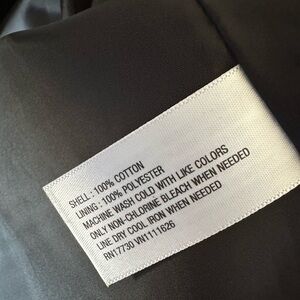 SHELL : 100% COTTON
LINING : 100% POLYESTER
MACHINE WASH COLD WITH LIKE COLORS
ONLY NON-CHLORINE BLEACH WHEN NEEDED
LINE DRY COOL IRON WHEN NEEDED
RN17730 VN1111626